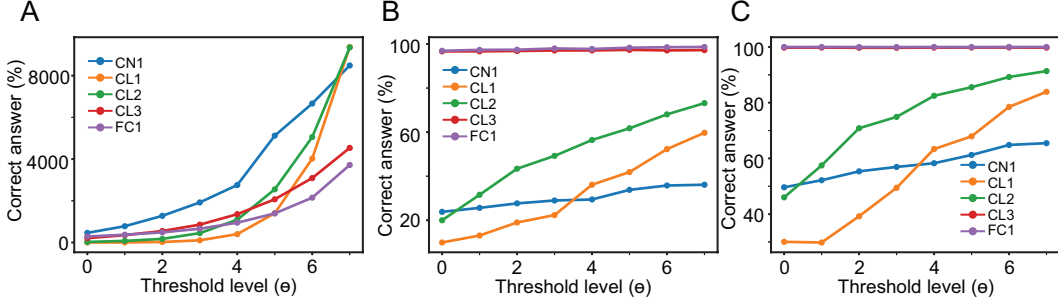 A
Correct answer (%)
8000
4000
0
CN1
CL1
CL2
CL3
FC1
0 2 4 6
Threshold level (ɵ)
B
Correct answer (%)
100
60
20
CN1
CL1
CL2
CL3
FC1
0 2 4 6
Threshold level (ɵ)
C
Correct answer (%)
100
80
60
40
CN1
CL1
CL2
CL3
FC1
0 2 4 6
Threshold level (ɵ)